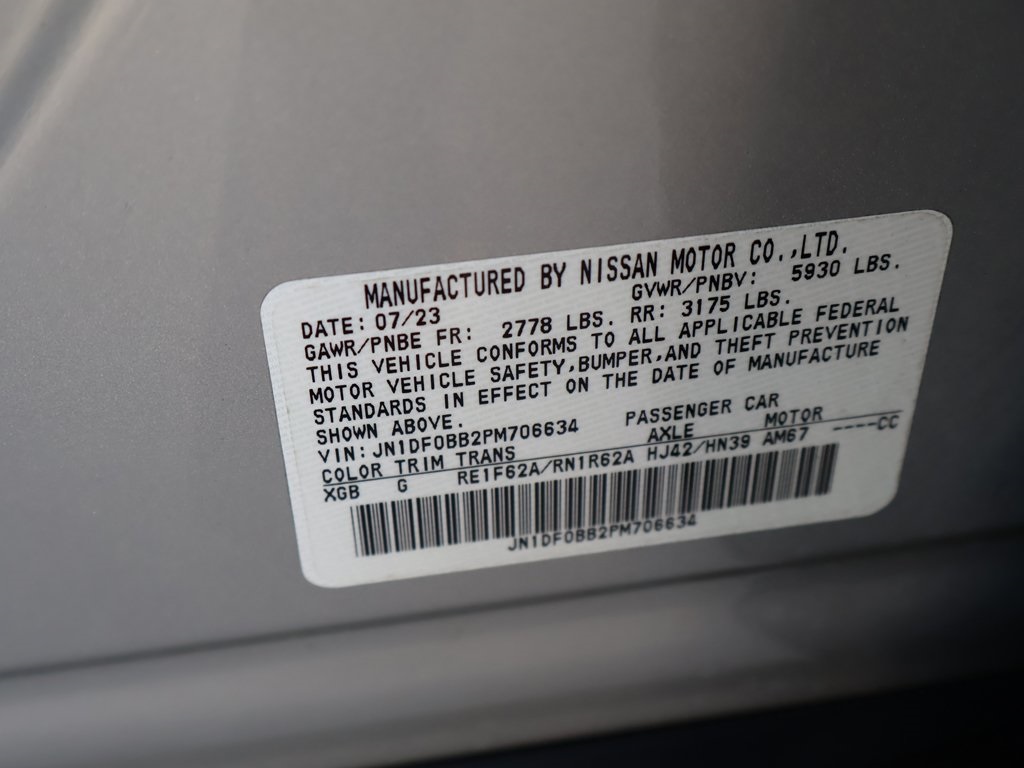 MANUFACTURED BY NISSAN MOTOR CO.,LTD.
DATE: 07/23 GVWR/PNBV: 5930 LBS.
GAWR/PNBE FR: 2778 LBS. RR: 3175 LBS.
THIS VEHICLE CONFORMS TO ALL APPLICABLE FEDERAL
MOTOR VEHICLE SAFETY,BUMPER,AND THEFT PREVENTION
STANDARDS IN EFFECT ON THE DATE OF MANUFACTURE
SHOWN ABOVE.
VIN:JN1DF0BB2PM706634 PASSENGER CAR
COLOR TRIM TRANS AXLE MOTOR
XGB G RE1F62A/RN1R62A HJ42/HN39 AM67 ----CC
JN1DF0BB2PM706634